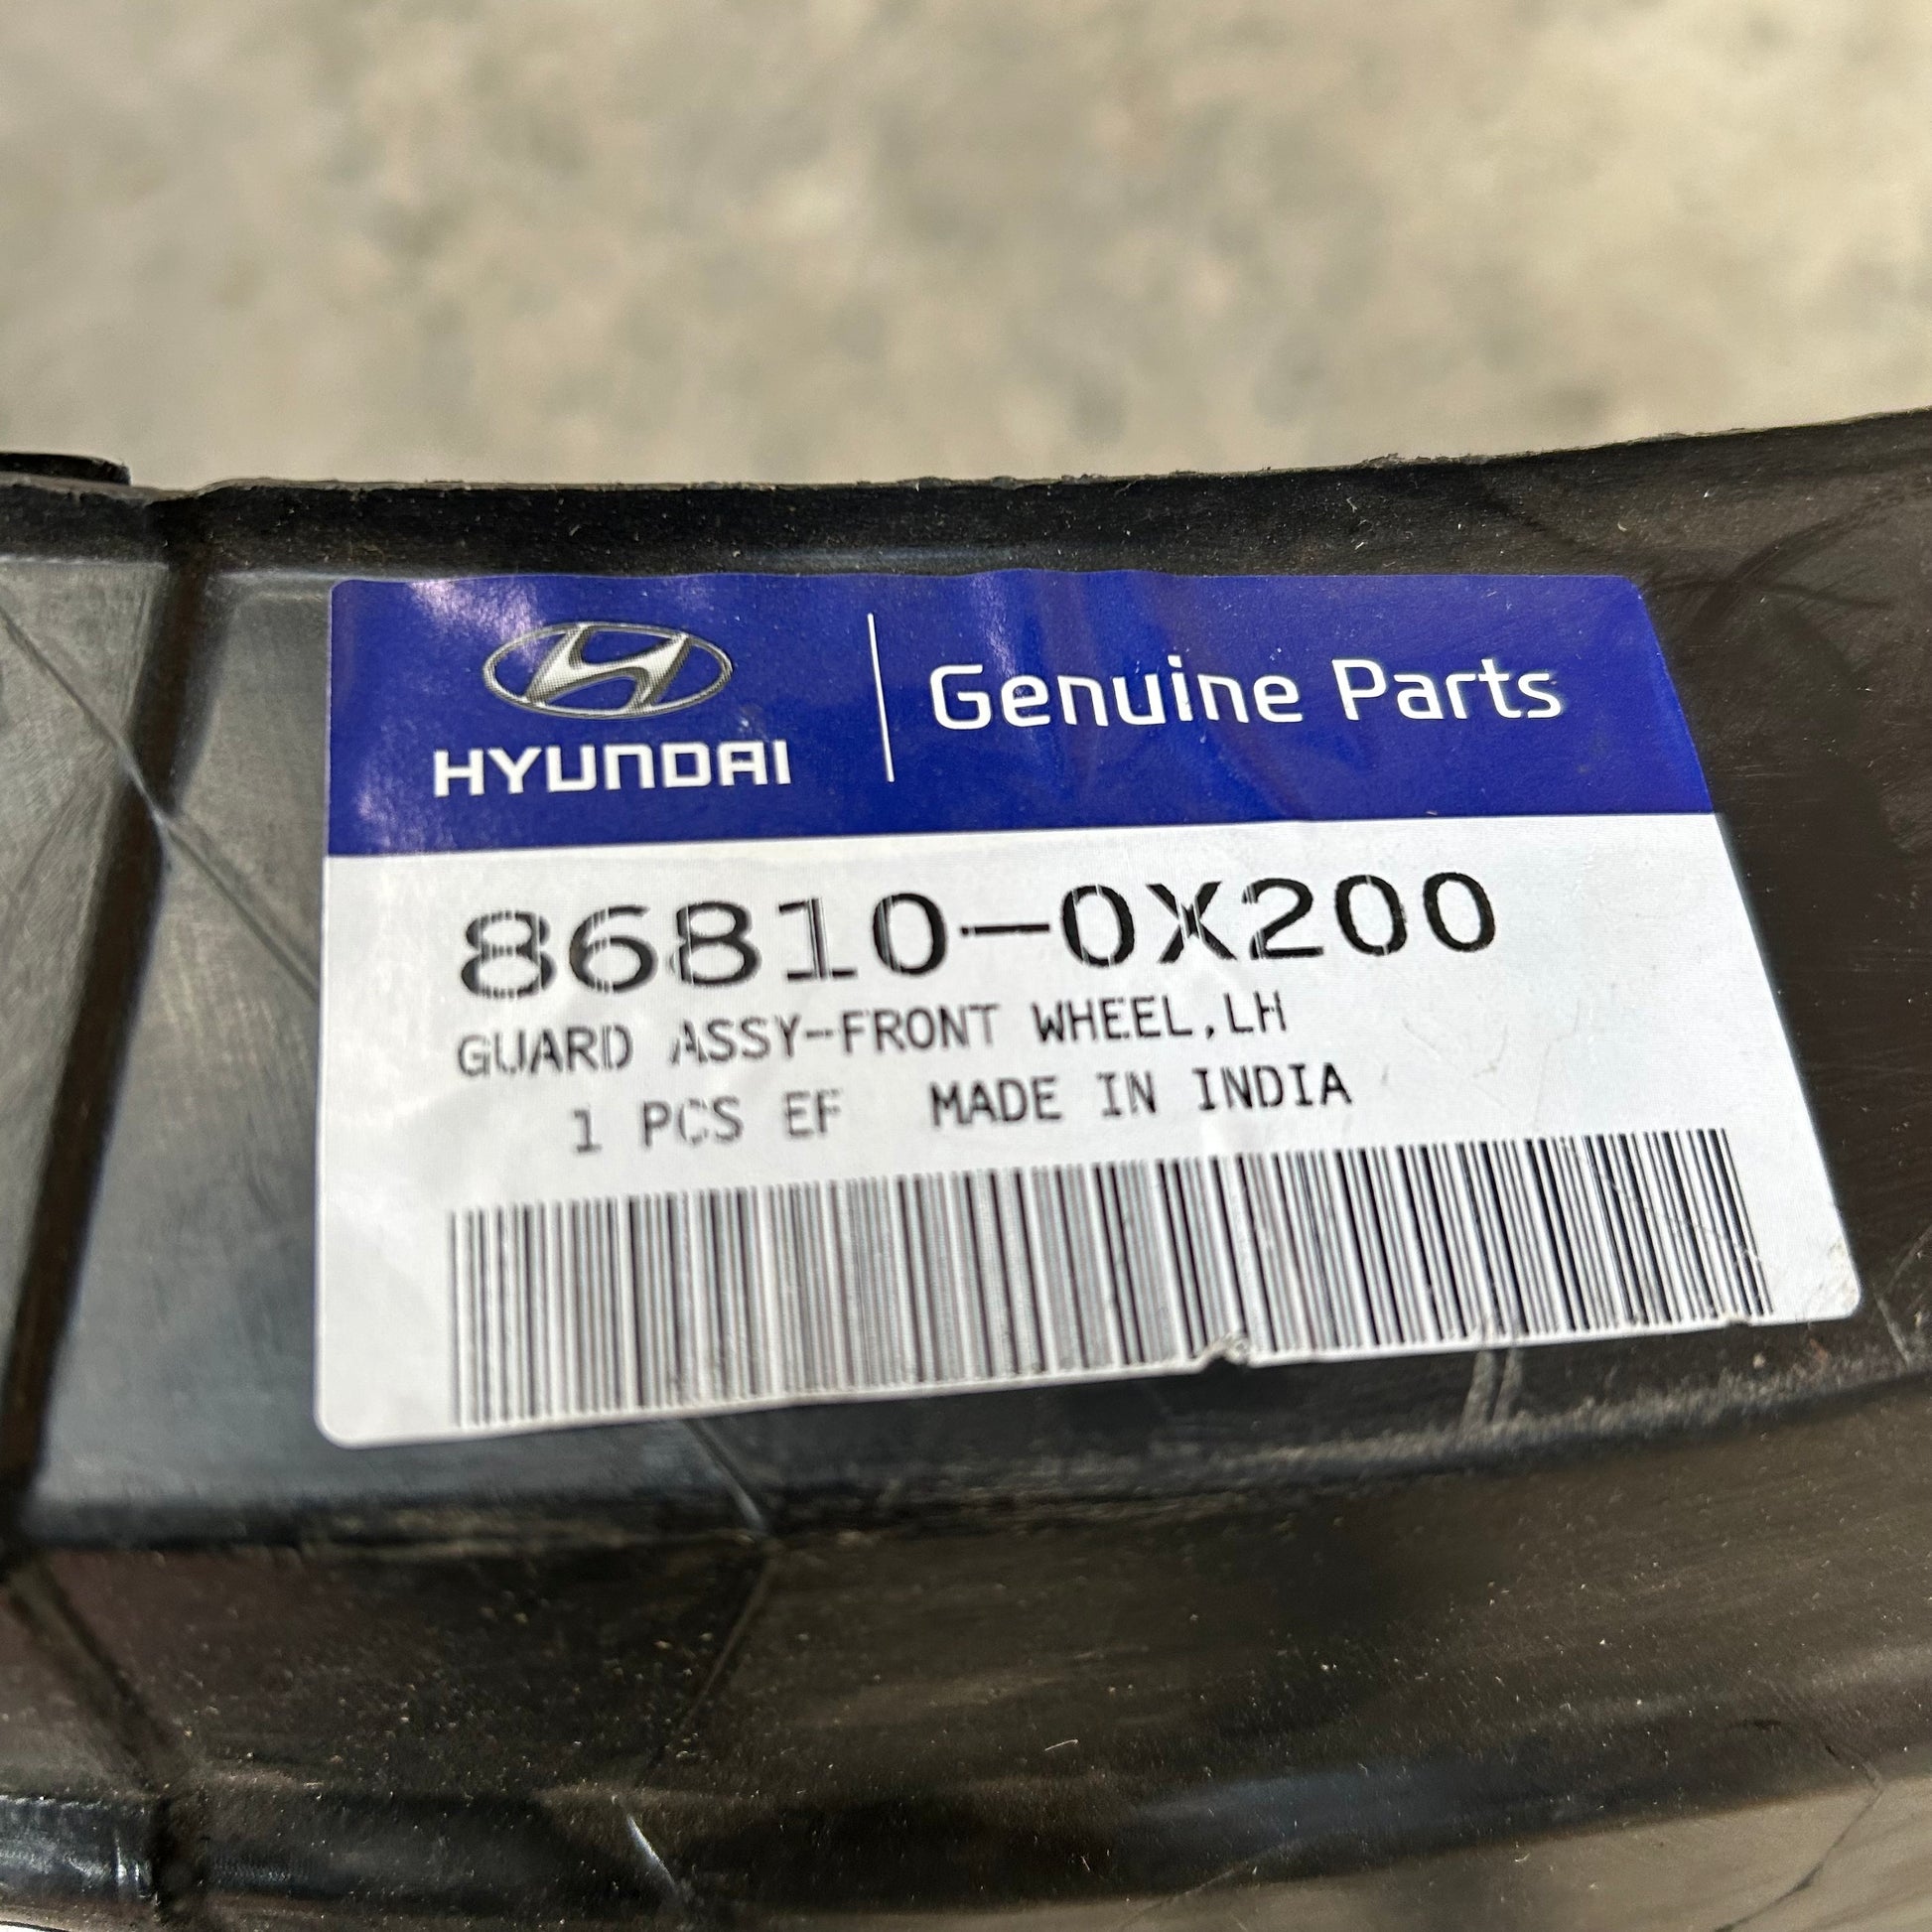 HYUNDAI
Genuine Parts
86810-0X200
GUARD ASSY-FRONT WHEEL,LH
1 PCS EF MADE IN INDIA